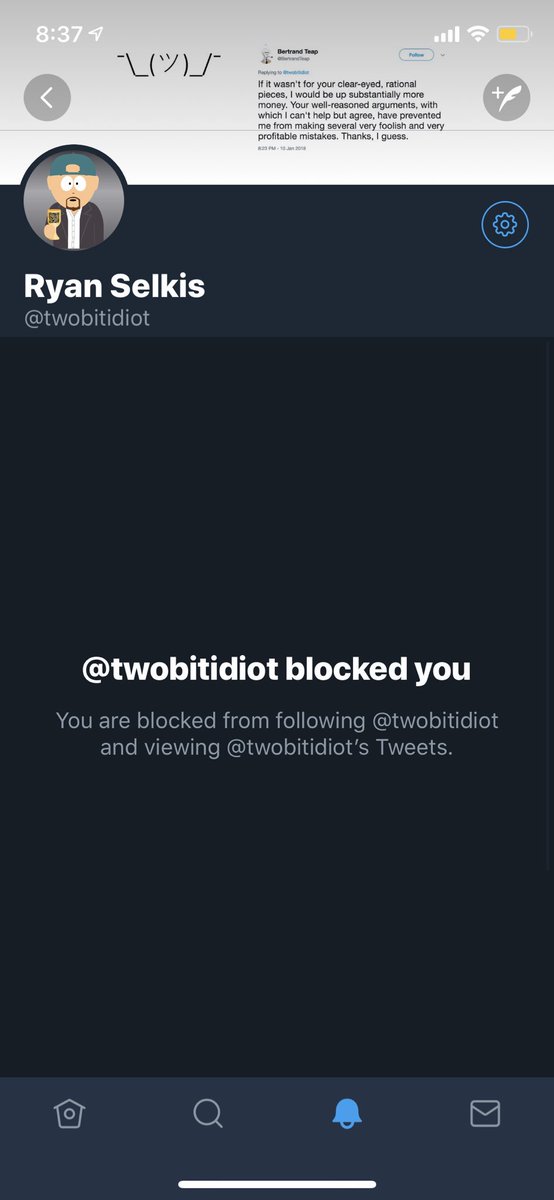 8:37
¯\_(ツ)_/¯
Bertrand Teap
@BertrandTeap
Follow
Replying to @twobitidiot
If it wasn't for your clear-eyed, rational
pieces, I would be up substantially more
money. Your well-reasoned arguments, with
which I can't help but agree, have prevented
me from making several very foolish and very
profitable mistakes. Thanks, I guess.
8:23 PM - 10 Jan 2018
Ryan Selkis
@twobitidiot
@twobitidiot blocked you
You are blocked from following @twobitidiot
and viewing @twobitidiot’s Tweets.